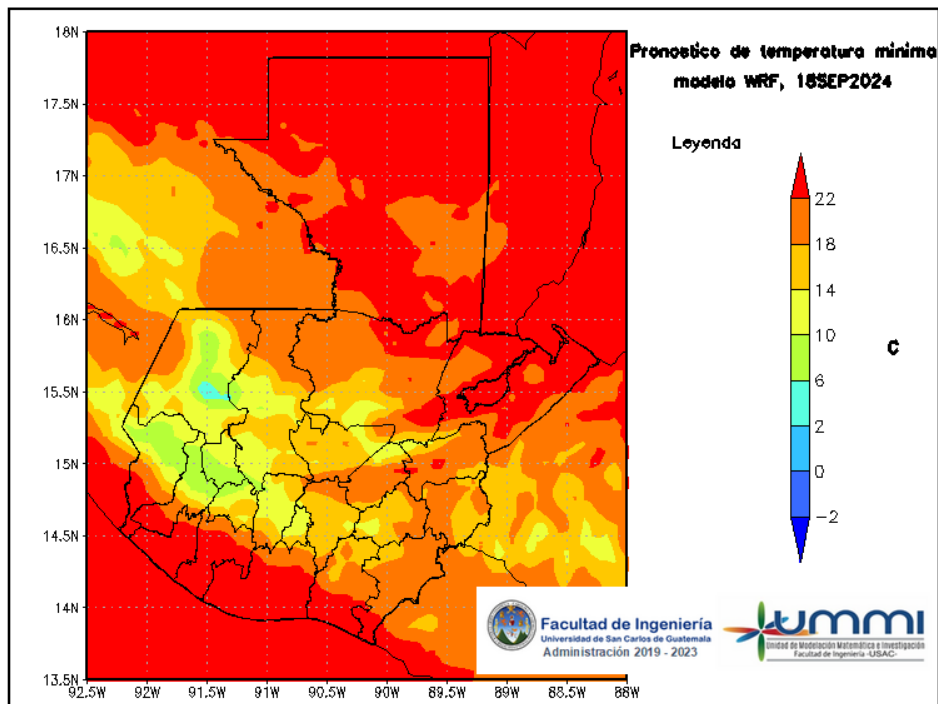 Pronostico de temperatura minima
modelo WRF, 18SEP2024
Leyenda
22
18
14
10
6
2
0
−2
C
18N
17.5N
17N
16.5N
16N
15.5N
15N
14.5N
14N
13.5N
92.5W 92W 91.5W 91W 90.5W 90W 89.5W 89W 88.5W 88W
Facultad de Ingeniería
Universidad de San Carlos de Guatemala
Administración 2019 - 2023
ummi
Unidad de Modelación Matemática e Investigación
Facultad de Ingeniería -USAC-